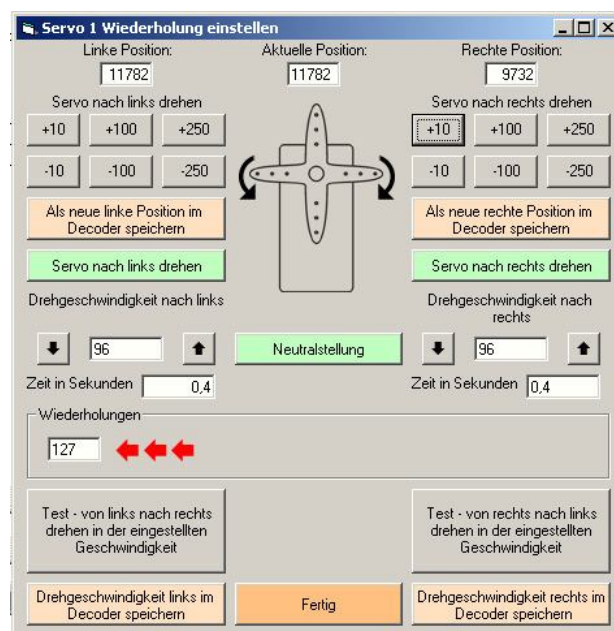 Servo 1 Wiederholung einstellen
Linke Position:
Aktuelle Position:
Rechte Position:
11782
11782
9732
Servo nach links drehen
Servo nach rechts drehen
+10
+100
+250
+10
+100
+250
-10
-100
-250
-10
-100
-250
Als neue linke Position im
Decoder speichern
Als neue rechte Position im
Decoder speichern
Servo nach links drehen
Servo nach rechts drehen
Drehgeschwindigkeit nach links
Drehgeschwindigkeit nach
rechts
96
Neutralstellung
96
Zeit in Sekunden
0,4
Zeit in Sekunden
0,4
Wiederholungen
127
Test - von links nach rechts
drehen in der eingestellten
Geschwindigkeit
Test - von rechts nach links
drehen in der eingestellten
Geschwindigkeit
Drehgeschwindigkeit links im
Decoder speichern
Fertig
Drehgeschwindigkeit rechts im
Decoder speichern